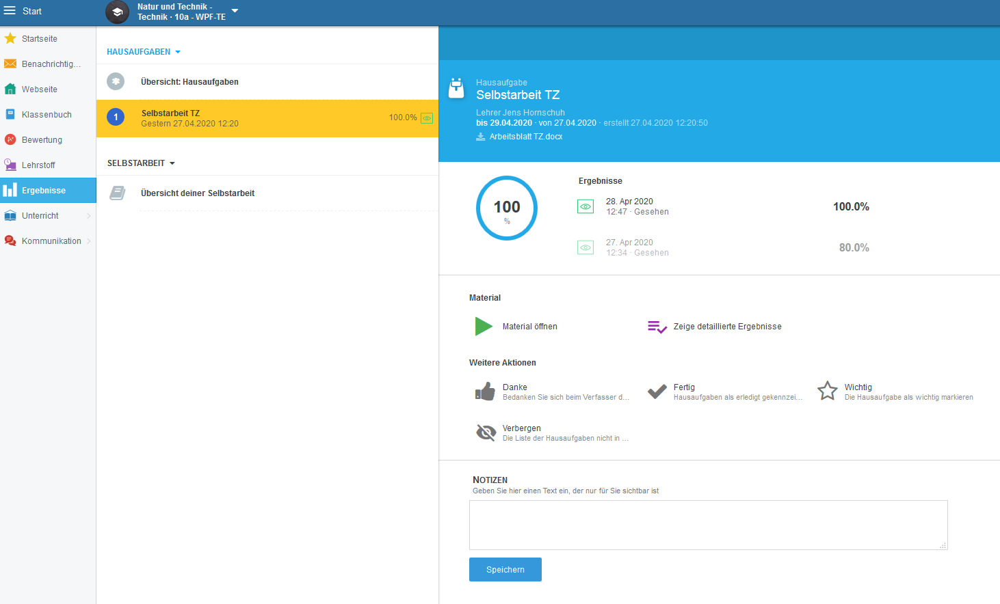 Start
Natur und Technik -
Technik · 10a - WPF-TE
Startseite
Benachrichtig...
Webseite
Klassenbuch
Bewertung
Lehrstoff
Ergebnisse
Unterricht
Kommunikation
HAUSAUFGABEN
Übersicht: Hausaufgaben
1
Selbstarbeit TZ
Gestern 27.04.2020 12:20
100.0%
SELBSTARBEIT
Übersicht deiner Selbstarbeit
Hausaufgabe
Selbstarbeit TZ
Lehrer Jens Hornschuh
bis 29.04.2020 · von 27.04.2020 · erstellt 27.04.2020 12:20:50
Arbeitsblatt TZ.docx
100
%
Ergebnisse
28. Apr 2020
12:47 · Gesehen
100.0%
27. Apr 2020
12:34 · Gesehen
80.0%
Material
Material öffnen
Zeige detaillierte Ergebnisse
Weitere Aktionen
Danke
Bedanken Sie sich beim Verfasser d...
Fertig
Hausaufgaben als erledigt gekennzei...
Wichtig
Die Hausaufgabe als wichtig markieren
Verbergen
Die Liste der Hausaufgaben nicht in ...
NOTIZEN
Geben Sie hier einen Text ein, der nur für Sie sichtbar ist
Speichern